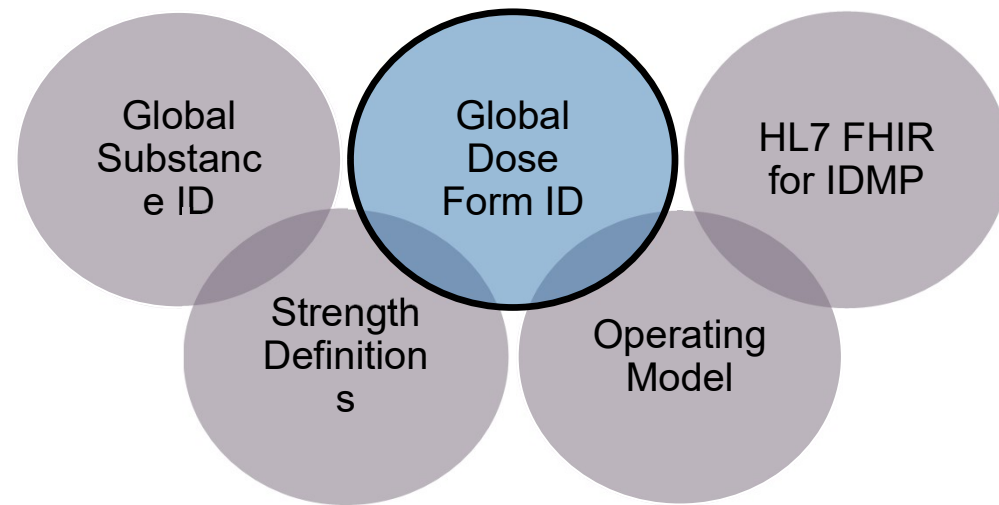 Global
Substanc
e ID
Global
Dose
Form ID
HL7 FHIR
for IDMP
Strength
Definition
s
Operating
Model